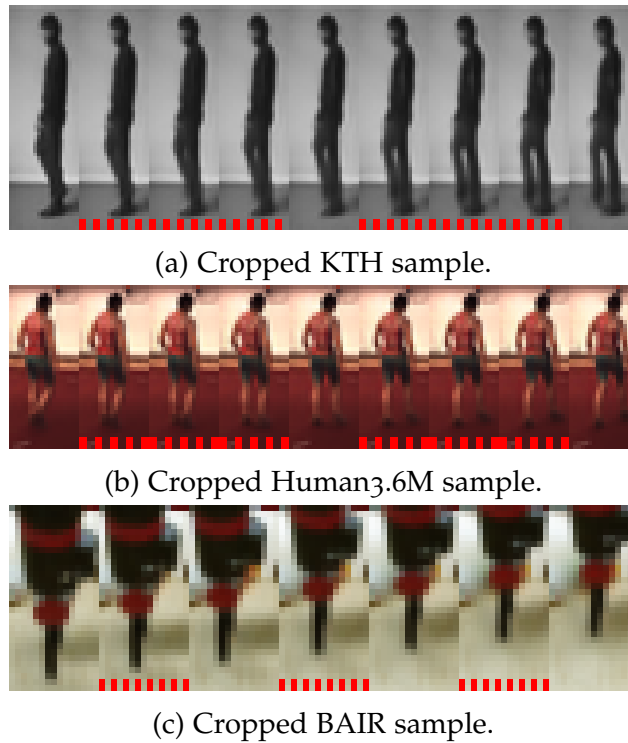 (a) Cropped KTH sample.
(b) Cropped Human3.6M sample.
(c) Cropped BAIR sample.